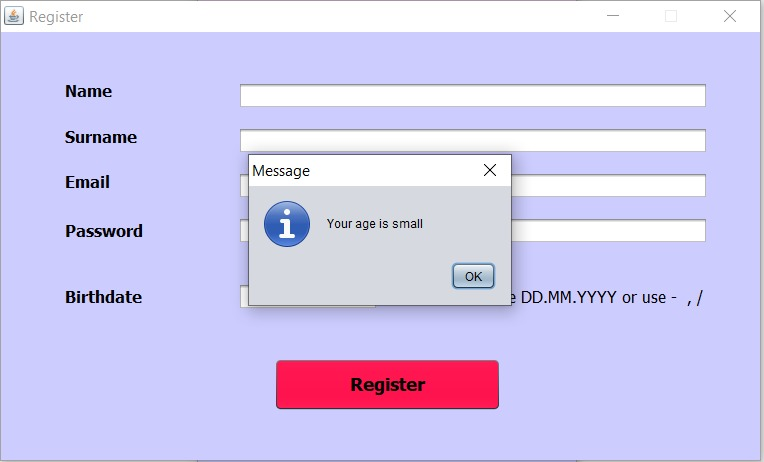 Register
Name
Surname
Message
Email
Your age is small
Password
OK
Birthdate
DD.MM.YYYY or use - , /
Register